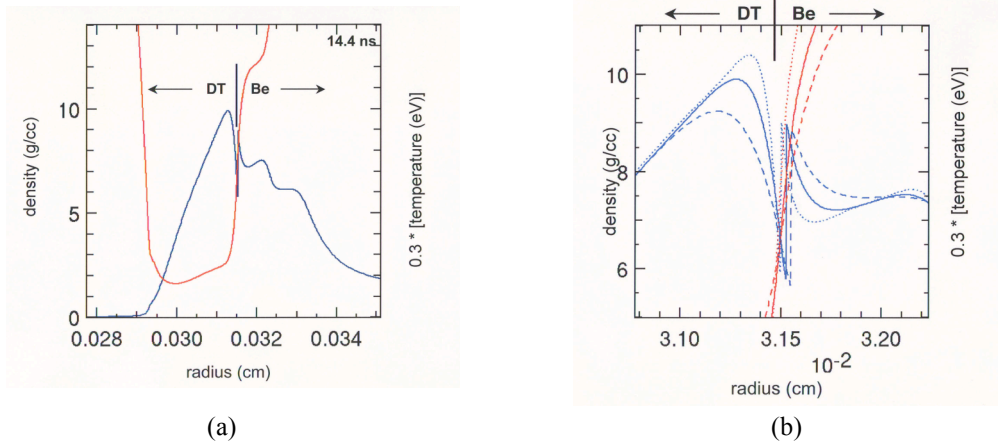 14.4 ns
DT Be
10
5
0
density (g/cc)
0.3 * [temperature (eV)]
0.028 0.030 0.032 0.034
radius (cm)
(a)
DT Be
10
8
6
density (g/cc)
0.3 * [temperature (eV)]
3.10 3.15 3.20
10⁻²
radius (cm)
(b)